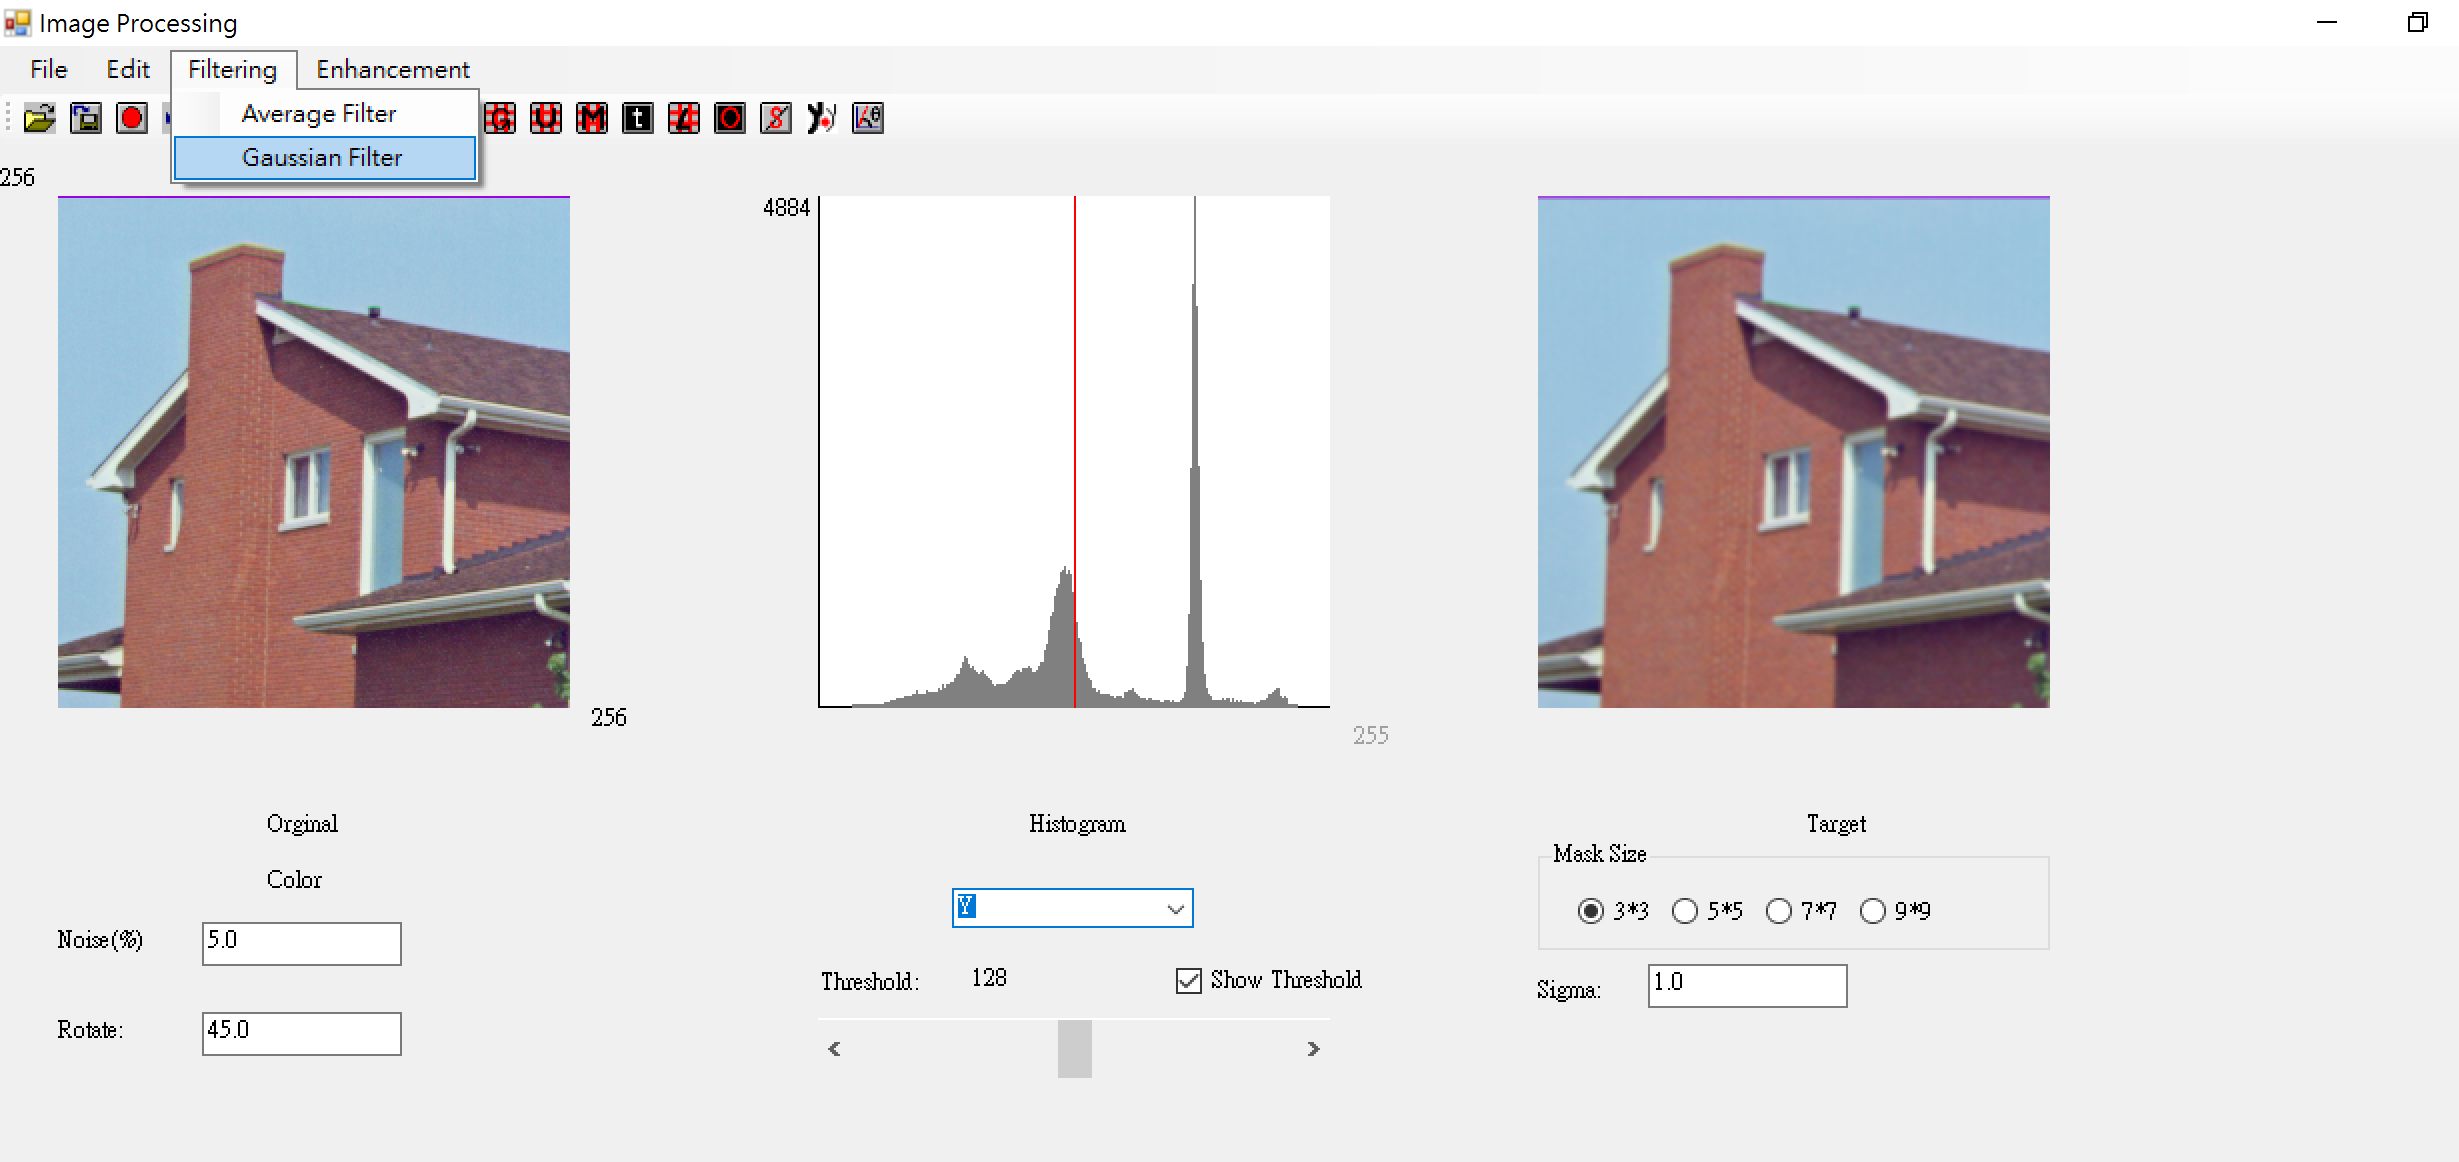 Image Processing
File Edit Filtering Enhancement
Average Filter
G U M t Z O S y y A θ
Gaussian Filter
256
4884
256
255
Orginal Histogram Target
Color
Mask Size
Y
3*3 5*5 7*7 9*9
Noise(%) 5.0
Threshold: 128 Show Threshold
Sigma: 1.0
Rotate: 45.0